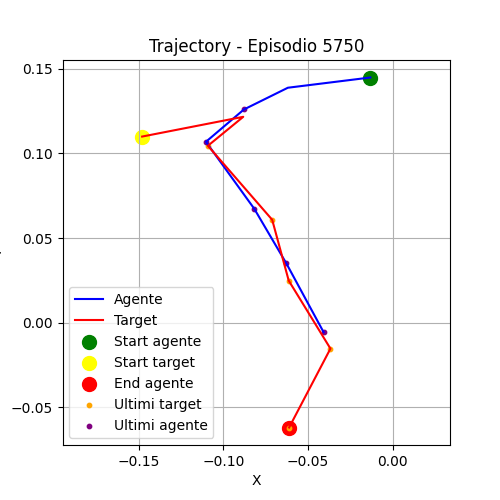 Trajectory - Episodio 5750
0.15
0.10
0.05
0.00
−0.05
−0.15
−0.10
−0.05
0.00
X
Agente
Target
Start agente
Start target
End agente
Ultimi target
Ultimi agente